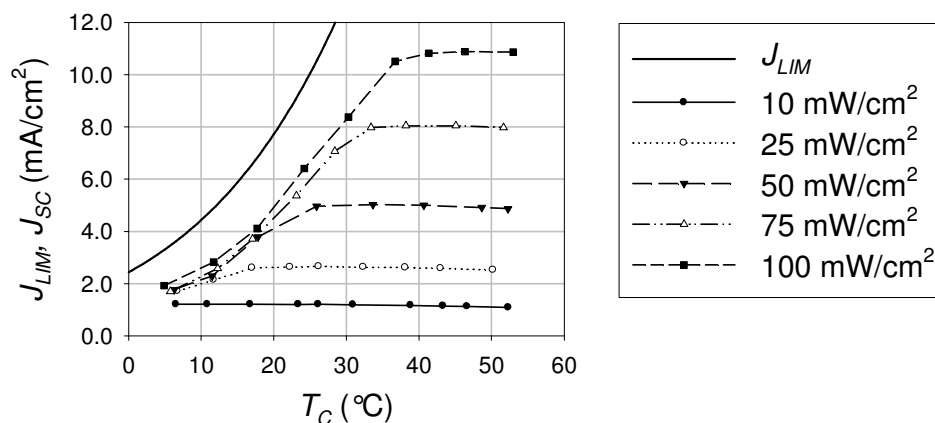 12.0
10.0
8.0
6.0
4.0
2.0
0.0
J_LIM, J_SC (mA/cm²)
0 10 20 30 40 50 60
T_C (°C)
J_LIM
10 mW/cm²
25 mW/cm²
50 mW/cm²
75 mW/cm²
100 mW/cm²